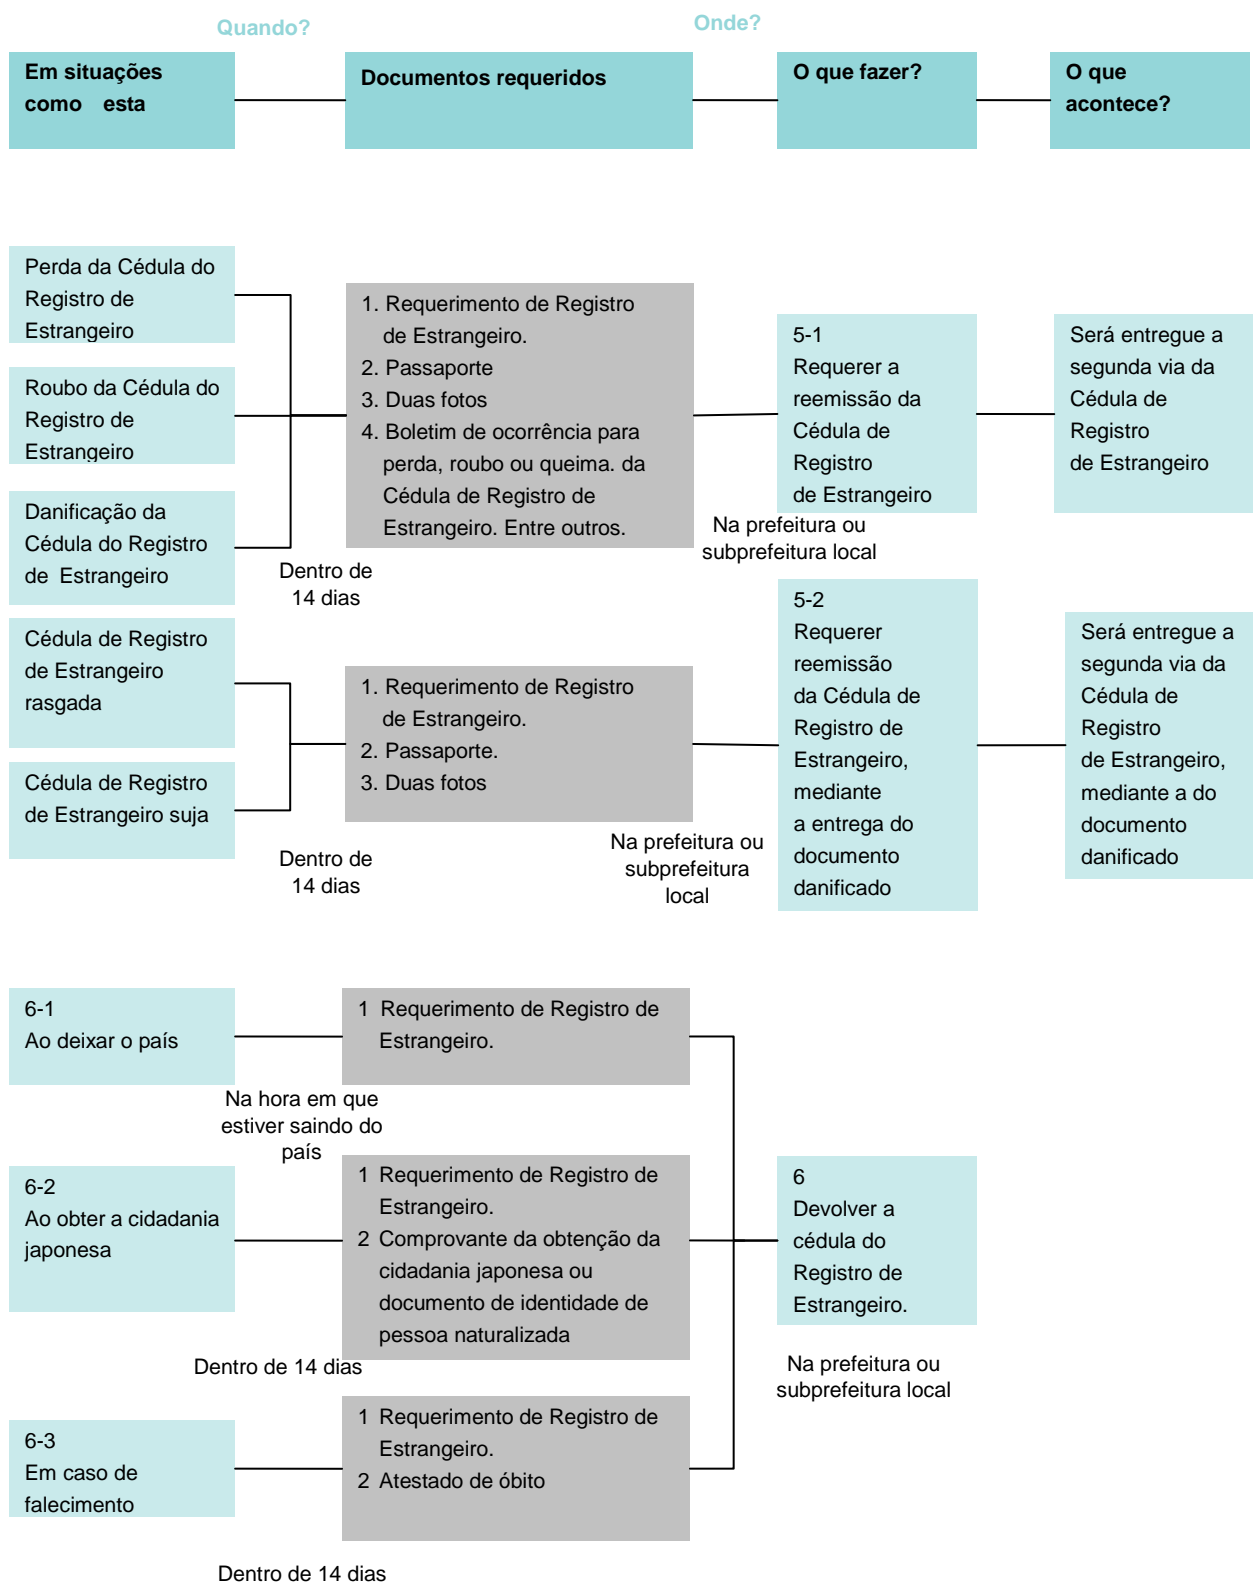 Quando?
Onde?
Em situações
como esta
Documentos requeridos
O que fazer?
O que
acontece?
Perda da Cédula do
Registro de
Estrangeiro
Roubo da Cédula do
Registro de
Estrangeiro
Danificação da
Cédula do Registro
de Estrangeiro
1. Requerimento de Registro
de Estrangeiro.
2. Passaporte
3. Duas fotos
4. Boletim de ocorrência para
perda, roubo ou queima. da
Cédula de Registro de
Estrangeiro. Entre outros.
Dentro de
14 dias
5-1
Requerer a
reemissão da
Cédula de
Registro
de Estrangeiro
Na prefeitura ou
subprefeitura local
Será entregue a
segunda via da
Cédula de
Registro
de Estrangeiro
Cédula de Registro
de Estrangeiro
rasgada
Cédula de Registro
de Estrangeiro suja
1. Requerimento de Registro
de Estrangeiro.
2. Passaporte.
3. Duas fotos
Dentro de
14 dias
Na prefeitura ou
subprefeitura
local
5-2
Requerer
reemissão
da Cédula de
Registro de
Estrangeiro,
mediante
a entrega do
documento
danificado
Será entregue a
segunda via da
Cédula de
Registro
de Estrangeiro,
mediante a do
documento
danificado
6-1
Ao deixar o país
1 Requerimento de Registro de
Estrangeiro.
Na hora em que
estiver saindo do
país
6-2
Ao obter a cidadania
japonesa
1 Requerimento de Registro de
Estrangeiro.
2 Comprovante da obtenção da
cidadania japonesa ou
documento de identidade de
pessoa naturalizada
Dentro de 14 dias
6
Devolver a
cédula do
Registro de
Estrangeiro.
Na prefeitura ou
subprefeitura local
6-3
Em caso de
falecimento
1 Requerimento de Registro de
Estrangeiro.
2 Atestado de óbito
Dentro de 14 dias